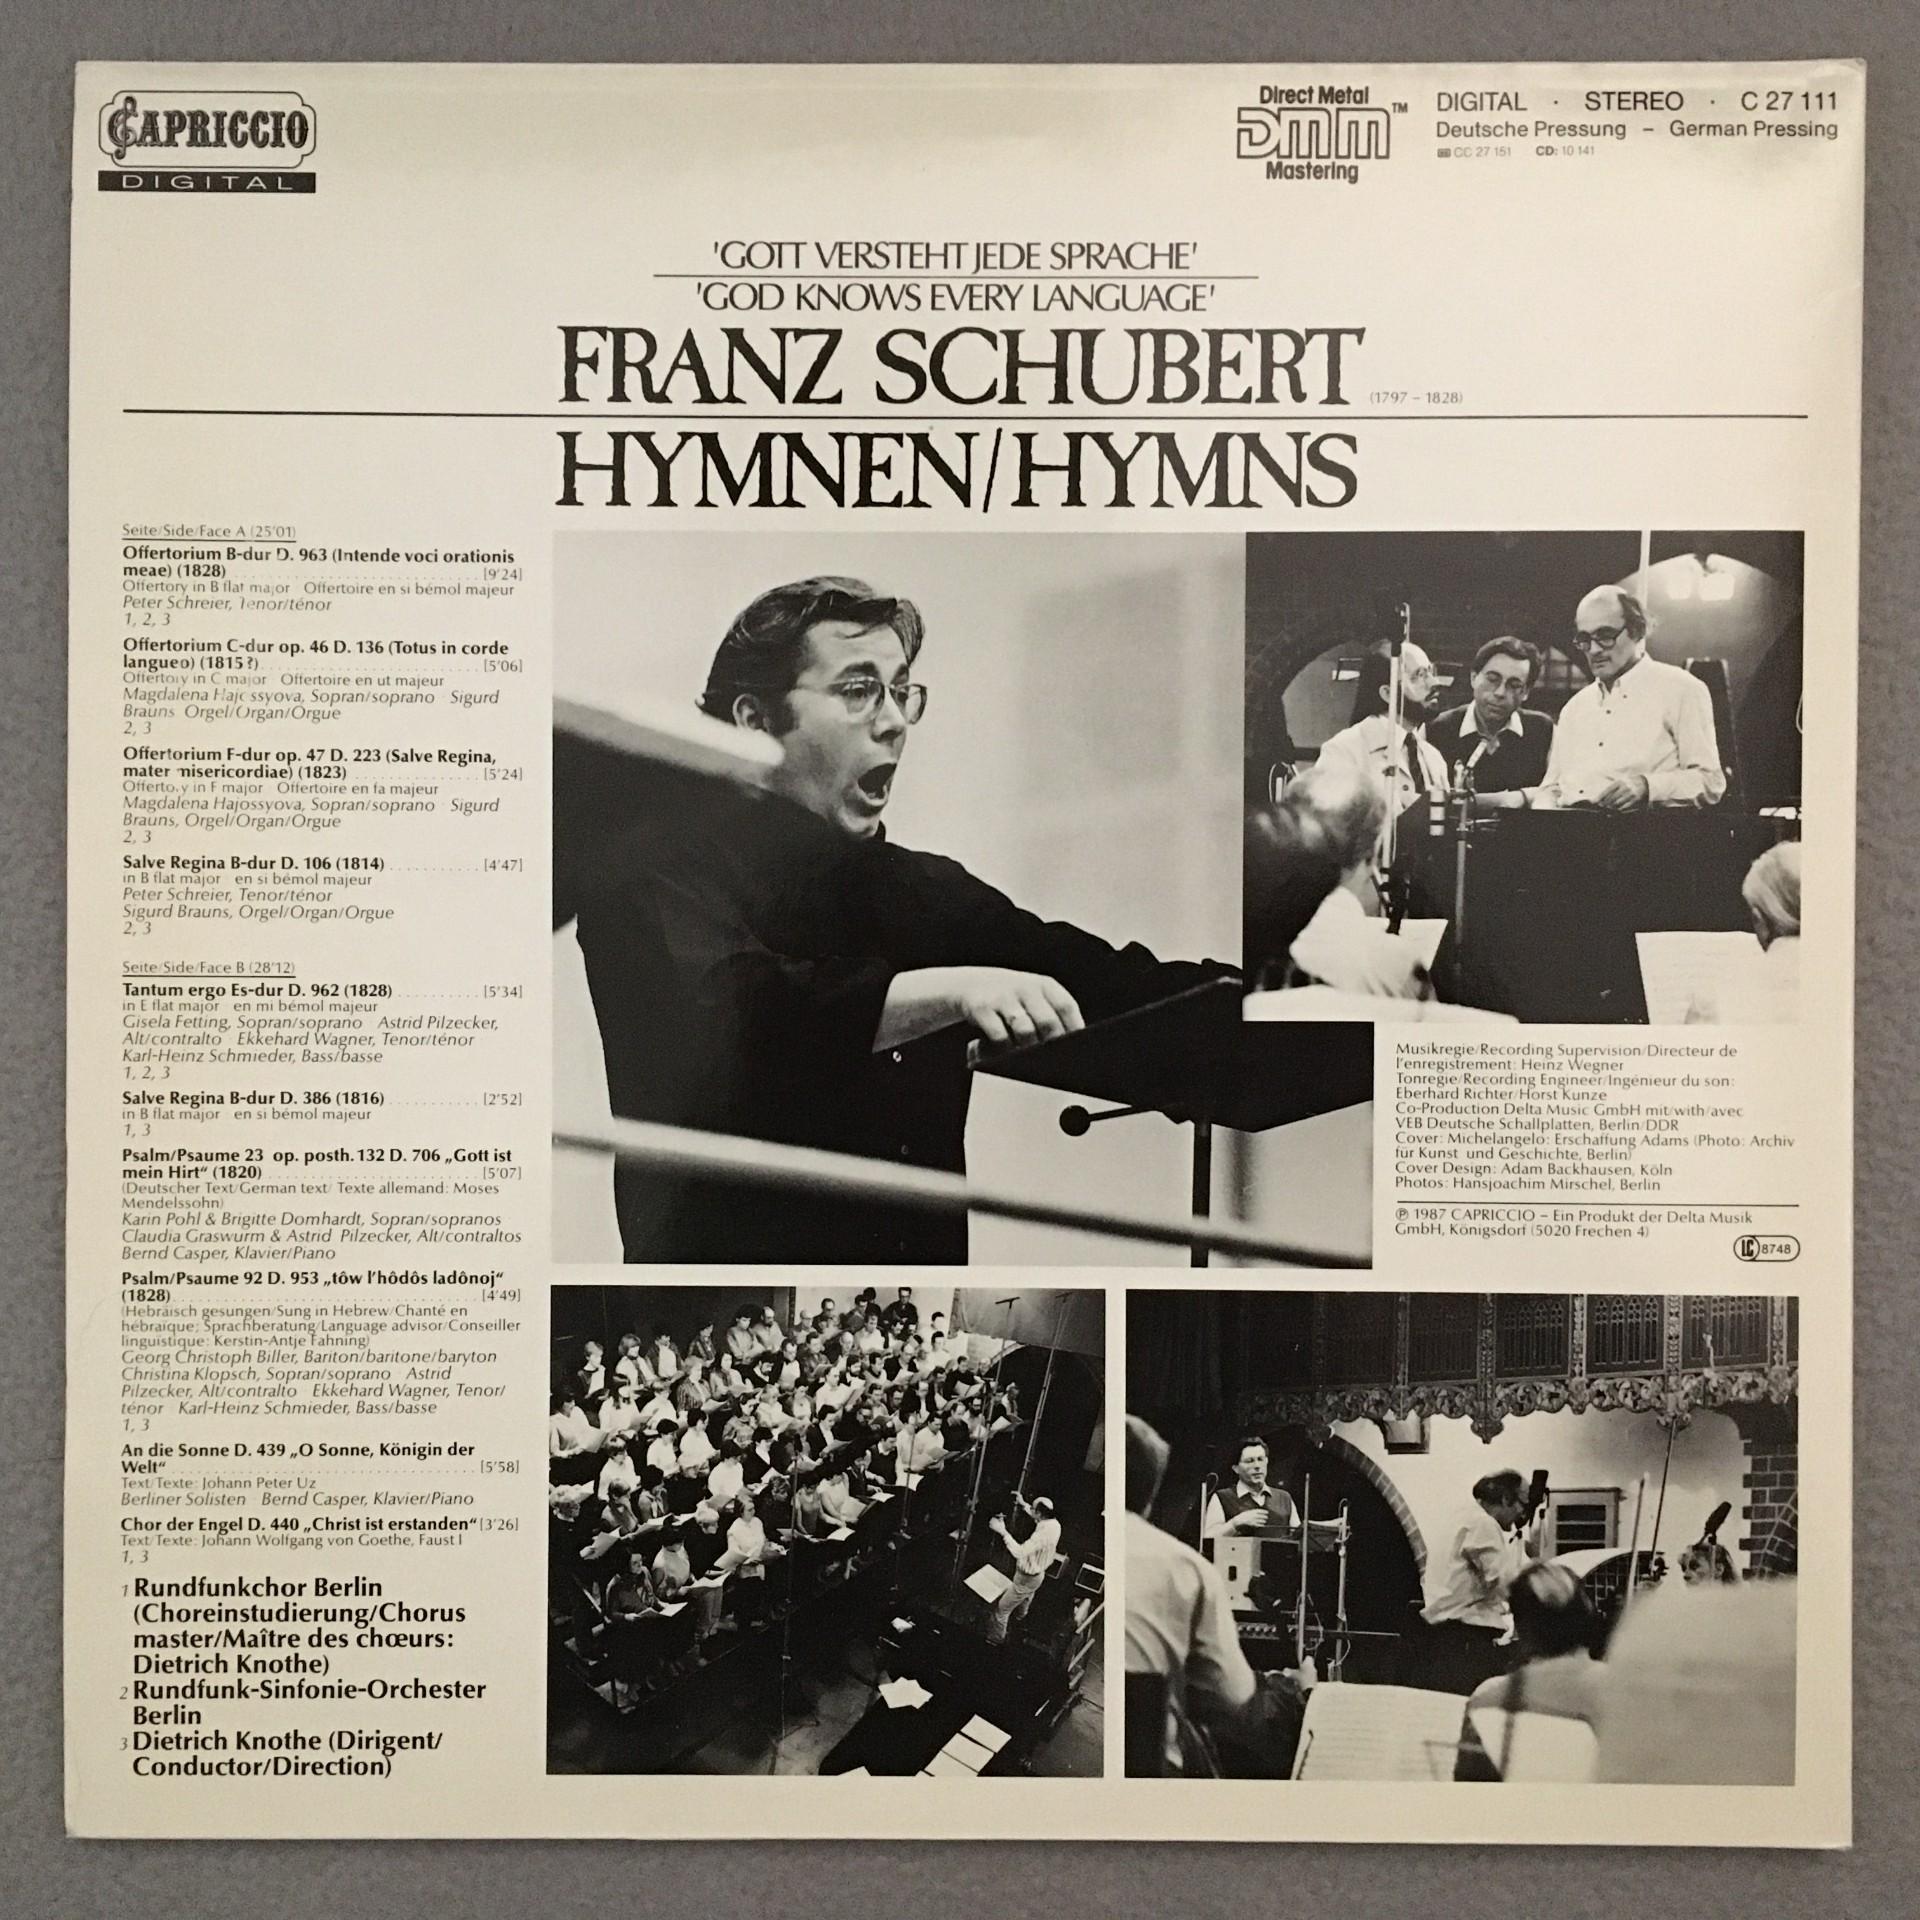 CAPRICCIO
DIGITAL
Direct Metal
DMM™
Mastering
DIGITAL · STEREO · C 27 111
Deutsche Pressung – German Pressing
CC 27 151 CD: 10 141
'GOTT VERSTEHT JEDE SPRACHE'
'GOD KNOWS EVERY LANGUAGE'
FRANZ SCHUBERT (1797 – 1828)
HYMNEN/HYMNS
Seite/Side/Face A (25'01)
Offertorium B-dur D. 963 (Intende voci orationis
meae) (1828) [9'24]
Offertory in B flat major Offertoire en si bémol majeur
Peter Schreier, Tenor/ténor
1, 2, 3
Offertorium C-dur op. 46 D. 136 (Totus in corde
langueo) (1815?) [5'06]
Offertory in C major Offertoire en ut majeur
Magdalena Hajossyova, Sopran/soprano Sigurd
Brauns Orgel/Organ/Orgue
2, 3
Offertorium F-dur op. 47 D. 223 (Salve Regina,
mater misericordiae) (1823) [5'24]
Offertory in F major Offertoire en fa majeur
Magdalena Hajossyova, Sopran/soprano Sigurd
Brauns, Orgel/Organ/Orgue
2, 3
Salve Regina B-dur D. 106 (1814) [4'47]
in B flat major en si bémol majeur
Peter Schreier, Tenor/ténor
Sigurd Brauns, Orgel/Organ/Orgue
2, 3
Seite/Side/Face B (28'12)
Tantum ergo Es-dur D. 962 (1828) [5'34]
in E flat major en mi bémol majeur
Gisela Fetting, Sopran/soprano Astrid Pilzecker,
Alt/contralto Ekkehard Wagner, Tenor/ténor
Karl-Heinz Schmieder, Bass/basse
1, 2, 3
Salve Regina B-dur D. 386 (1816) [2'52]
in B flat major en si bémol majeur
1, 3
Psalm/Psaume 23 op. posth. 132 D. 706 „Gott ist
mein Hirt“ (1820) [5'07]
(Deutscher Text/German text/ Texte allemand: Moses
Mendelssohn)
Karin Pohl & Brigitte Domhardt, Sopran/sopranos
Claudia Graswurm & Astrid Pilzecker, Alt/contraltos
Bernd Casper, Klavier/Piano
Psalm/Psaume 92 D. 953 „tôw l'hôdôs ladônoj“
(1828) [4'49]
(Hebräisch gesungen/Sung in Hebrew/Chanté en
hébraïque; Sprachberatung/Language advisor/Conseiller
linguistique: Kerstin-Antje Fahning)
Georg Christoph Biller, Bariton/baritone/baryton
Christina Klopsch, Sopran/soprano Astrid
Pilzecker, Alt/contralto Ekkehard Wagner, Tenor/
ténor Karl-Heinz Schmieder, Bass/basse
1, 3
An die Sonne D. 439 „O Sonne, Königin der
Welt“ [5'58]
Text/Texte: Johann Peter Uz
Berliner Solisten Bernd Casper, Klavier/Piano
Chor der Engel D. 440 „Christ ist erstanden“ [3'26]
Text/Texte: Johann Wolfgang von Goethe, Faust I
1, 3
1 Rundfunkchor Berlin
(Choreinstudierung/Chorus
master/Maître des chœurs:
Dietrich Knothe)
2 Rundfunk-Sinfonie-Orchester
Berlin
3 Dietrich Knothe (Dirigent/
Conductor/Direction)
Musikregie/Recording Supervision/Directeur de
l'enregistrement: Heinz Wegner
Tonregie/Recording Engineer/Ingénieur du son:
Eberhard Richter/Horst Kunze
Co-Production Delta Music GmbH mit/with/avec
VEB Deutsche Schallplatten, Berlin/DDR
Cover: Michelangelo: Erschaffung Adams (Photo: Archiv
für Kunst und Geschichte, Berlin)
Cover Design: Adam Backhausen, Köln
Photos: Hansjoachim Mirschel, Berlin
℗ 1987 CAPRICCIO – Ein Produkt der Delta Musik
GmbH, Königsdorf (5020 Frechen 4)
LC 8748